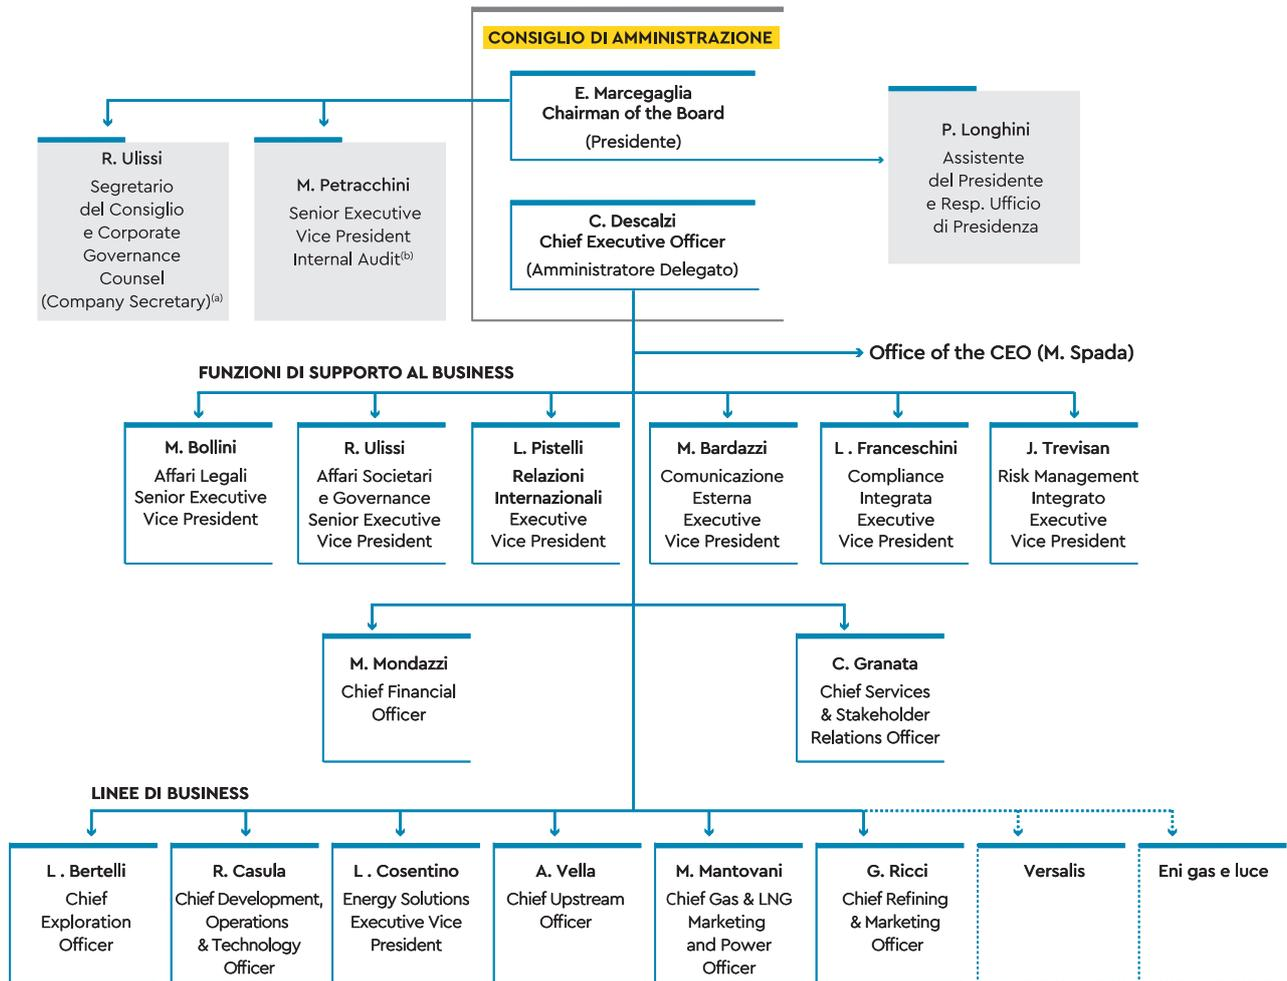 CONSIGLIO DI AMMINISTRAZIONE
E. Marcegaglia
Chairman of the Board
(Presidente)
R. Ulissi
Segretario
del Consiglio
e Corporate
Governance
Counsel
(Company Secretary)(a)
M. Petracchini
Senior Executive
Vice President
Internal Audit(b)
P. Longhini
Assistente
del Presidente
e Resp. Ufficio
di Presidenza
C. Descalzi
Chief Executive Officer
(Amministratore Delegato)
Office of the CEO (M. Spada)
FUNZIONI DI SUPPORTO AL BUSINESS
M. Bollini
Affari Legali
Senior Executive
Vice President
R. Ulissi
Affari Societari
e Governance
Senior Executive
Vice President
L. Pistelli
Relazioni
Internazionali
Executive
Vice President
M. Bardazzi
Comunicazione
Esterna
Executive
Vice President
L . Franceschini
Compliance
Integrata
Executive
Vice President
J. Trevisan
Risk Management
Integrato
Executive
Vice President
M. Mondazzi
Chief Financial
Officer
C. Granata
Chief Services
& Stakeholder
Relations Officer
LINEE DI BUSINESS
L . Bertelli
Chief
Exploration
Officer
R. Casula
Chief Development,
Operations
& Technology
Officer
L . Cosentino
Energy Solutions
Executive Vice
President
A. Vella
Chief Upstream
Officer
M. Mantovani
Chief Gas & LNG
Marketing
and Power
Officer
G. Ricci
Chief Refining
& Marketing
Officer
Versalis
Eni gas e luce